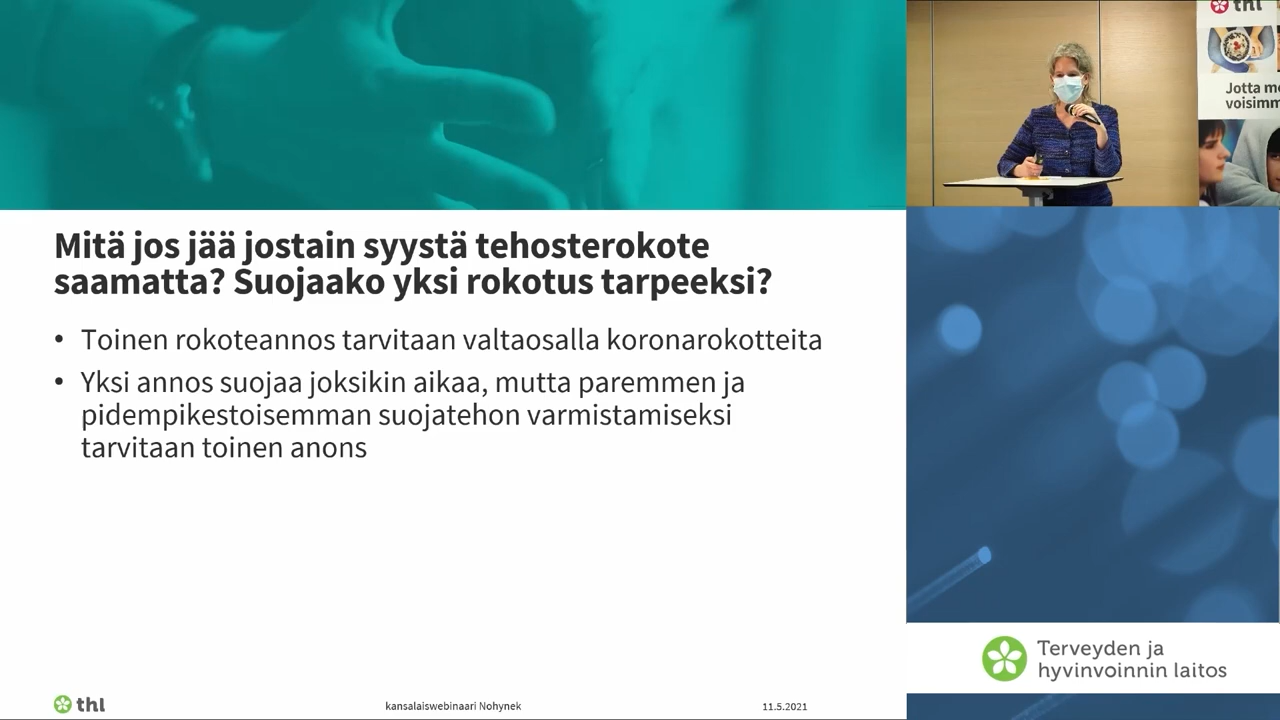 thl
Jotta
voisimm
Mitä jos jää jostain syystä tehosterokote
saamatta? Suojaako yksi rokotus tarpeeksi?
• Toinen rokoteannos tarvitaan valtaosalla koronarokotteita
• Yksi annos suojaa joksikin aikaa, mutta paremmen ja
pidempikestoisemman suojatehon varmistamiseksi
tarvitaan toinen anons
Terveyden ja
hyvinvoinnin laitos
thl
kansalaiswebinaari Nohynek
11.5.2021